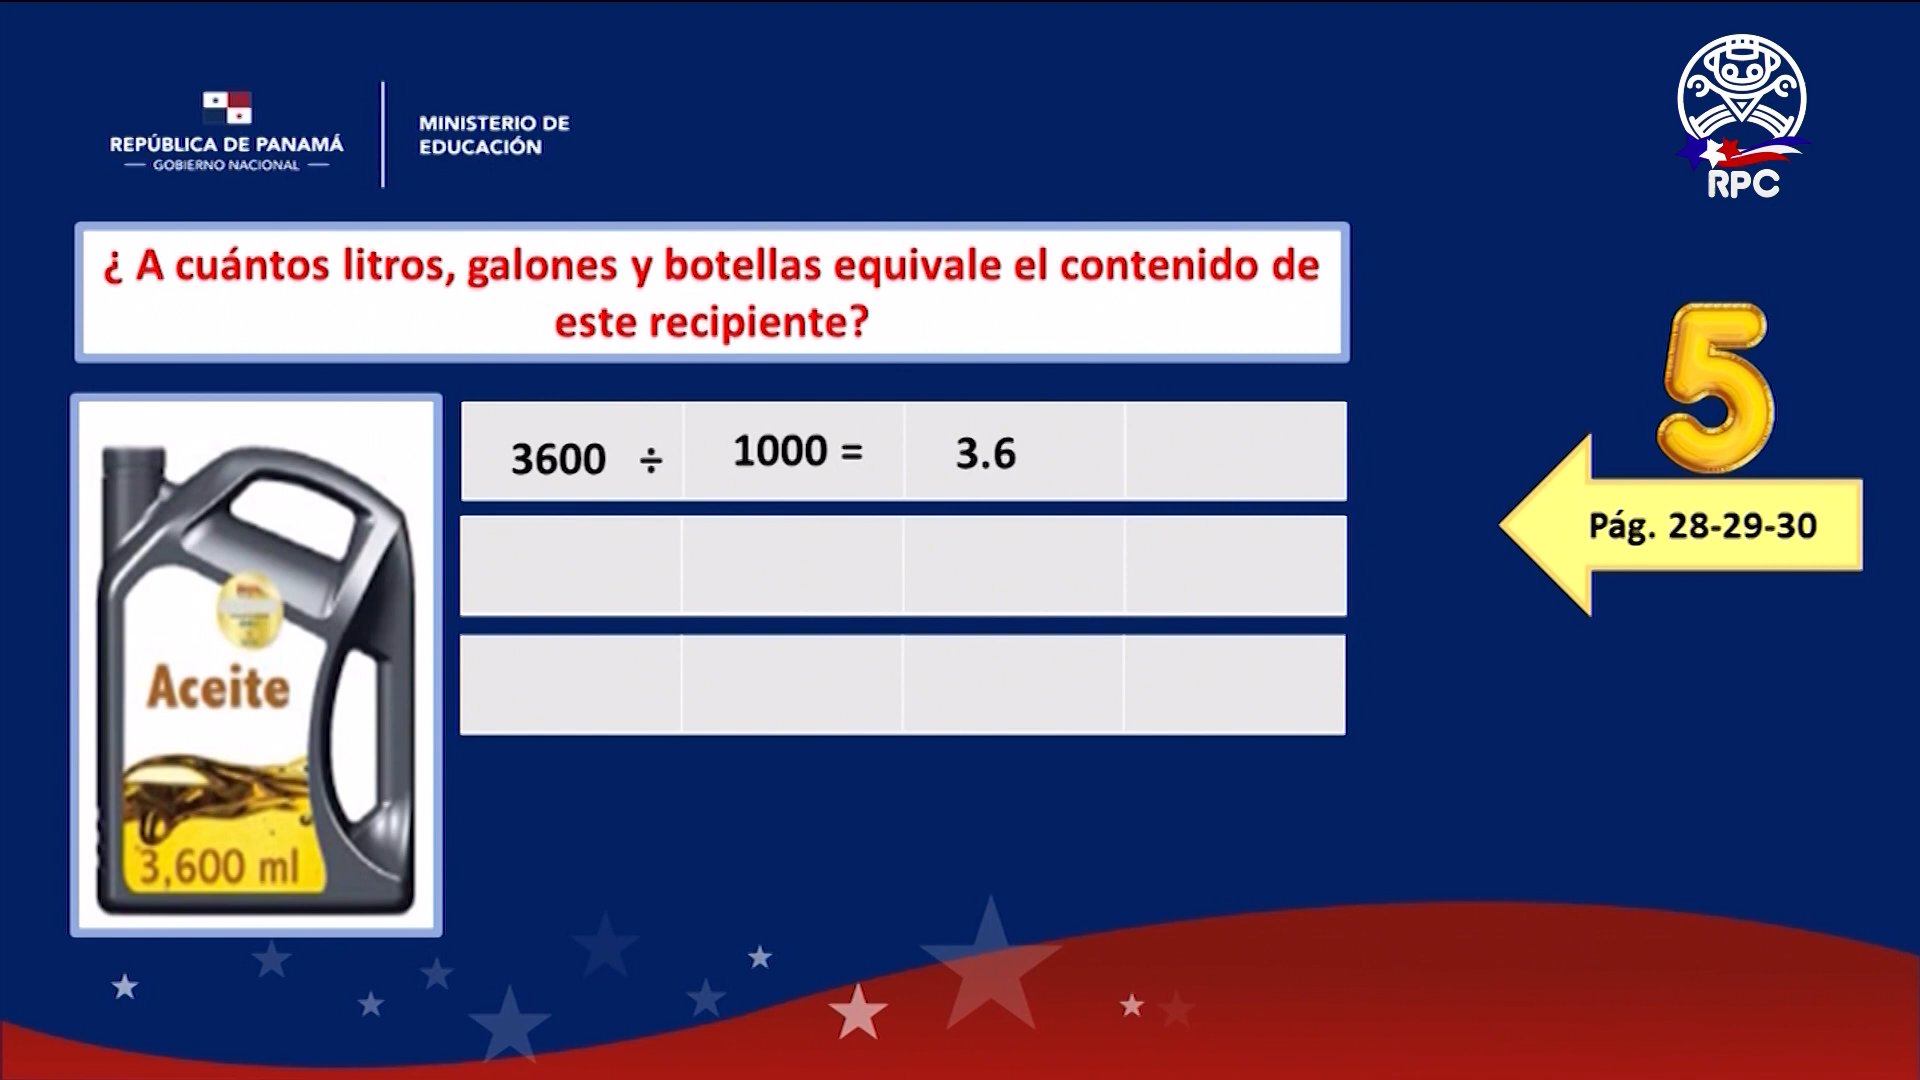 REPÚBLICA DE PANAMÁ
GOBIERNO NACIONAL
MINISTERIO DE
EDUCACIÓN
RPC
¿ A cuántos litros, galones y botellas equivale el contenido de
este recipiente?
3600 ÷ 1000 = 3.6
5
Pág. 28-29-30
Aceite
3,600 ml